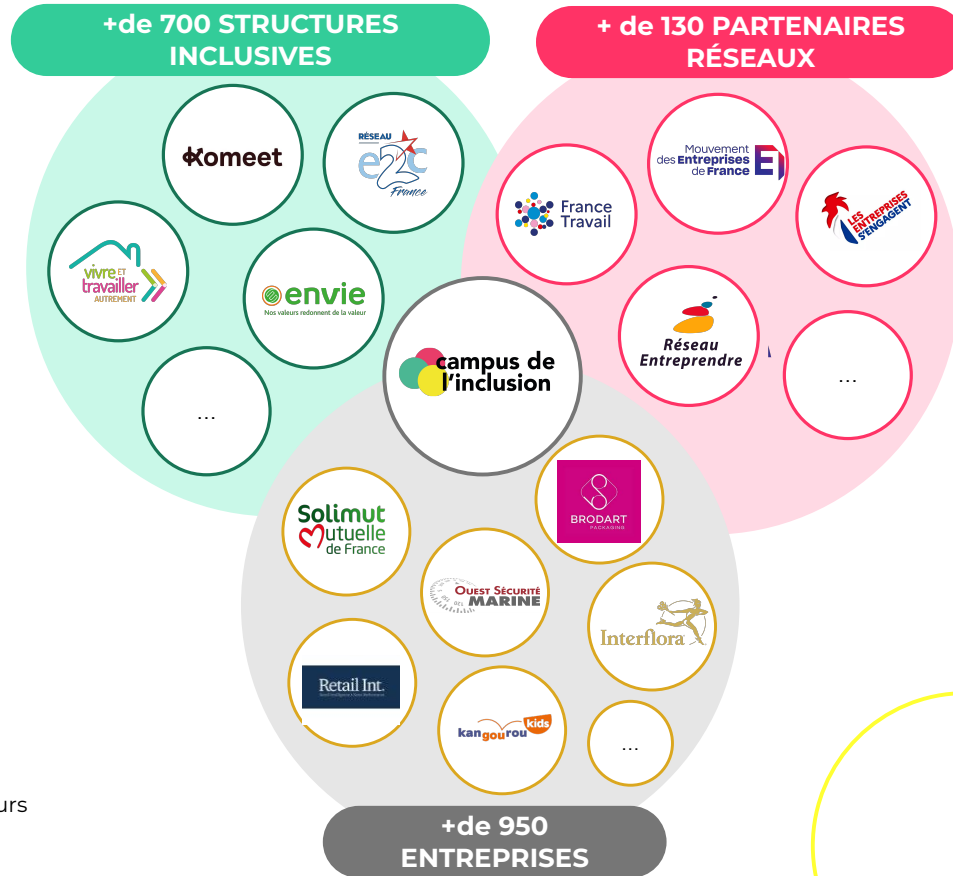 +de 700 STRUCTURES
INCLUSIVES
+ de 130 PARTENAIRES
RÉSEAUX
komeet
RÉSEAU
e2c
France
vivre ET
travailler
AUTREMENT
envie
Nos valeurs redonnent de la valeur
...
France
Travail
Mouvement
des Entreprises
de France
LES
ENTREPRISES
S'ENGAGENT
Réseau
Entreprendre
...
campus de
l'inclusion
Solimut
Mutuelle
de France
BRODART
PACKAGING
OUEST SÉCURITÉ
MARINE
Interflora
Retail Int.
kangourou kids
...
urs
+de 950
ENTREPRISES